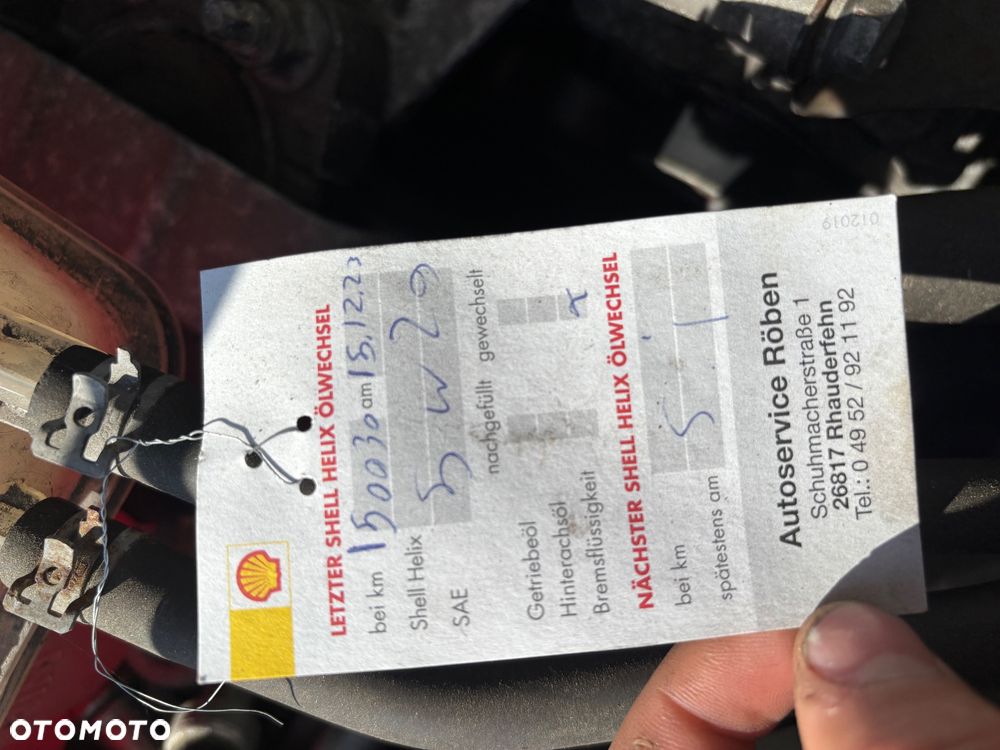 LETZTER SHELL HELIX ÖLWECHSEL
bei km 150030 am 15.12.23
Shell Helix
SAE 5W20
nachgefüllt gewechselt
Getriebeöl
Hinterachsöl
Bremsflüssigkeit x
NÄCHSTER SHELL HELIX ÖLWECHSEL
bei km
spätestens am
Autoservice Röben
Schuhmacherstraße 1
26817 Rhauderfehn
Tel.: 0 49 52 / 92 11 92
012019
OTOMOTO